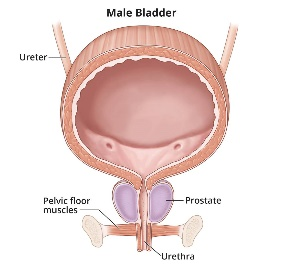 Male Bladder
Ureter
Pelvic floor
muscles
Prostate
Urethra